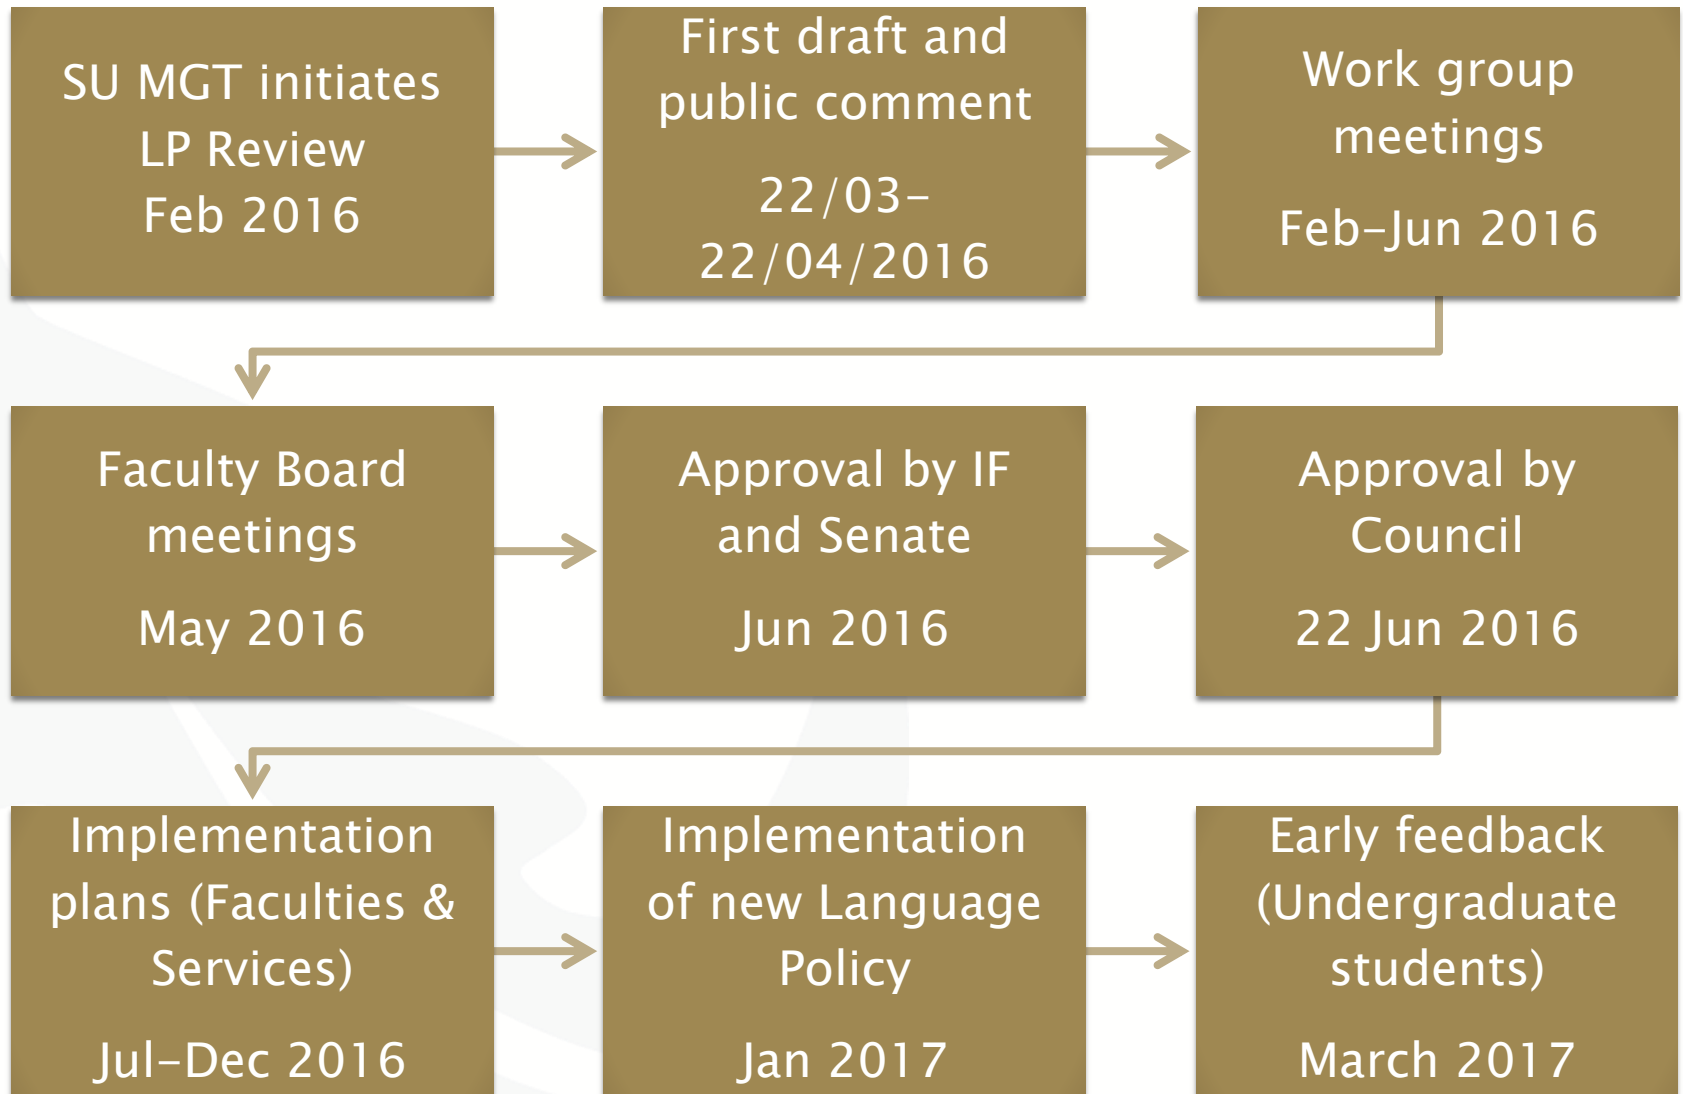 SU MGT initiates
LP Review
Feb 2016
First draft and
public comment
22/03–
22/04/2016
Work group
meetings
Feb–Jun 2016
Faculty Board
meetings
May 2016
Approval by IF
and Senate
Jun 2016
Approval by
Council
22 Jun 2016
Implementation
plans (Faculties &
Services)
Jul–Dec 2016
Implementation
of new Language
Policy
Jan 2017
Early feedback
(Undergraduate
students)
March 2017